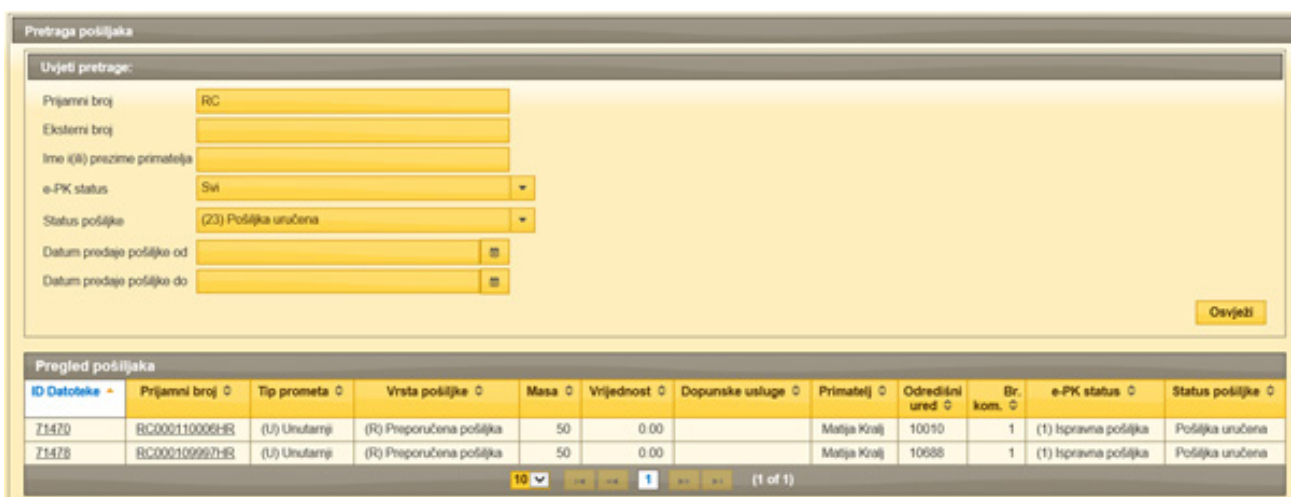 Pretraga pošiljaka
Uvjeti pretrage:
Prijamni broj RC
Eksterni broj
Ime i(ili) prezime primatelja
e-PK status Svi
Status pošiljke (23) Pošiljka uručena
Datum predaje pošiljke od
Datum predaje pošiljke do
Osvježi
Pregled pošiljaka
ID Datoteke Prijamni broj Tip prometa Vrsta pošiljke Masa Vrijednost Dopunske usluge Primatelj Odredišni ured Br. kom. e-PK status Status pošiljke
71470 RC000110006HR (U) Unutarnji (R) Preporučena pošiljka 50 0.00 Matija Kralj 10010 1 (1) Ispravna pošiljka Pošiljka uručena
71478 RC000109997HR (U) Unutarnji (R) Preporučena pošiljka 50 0.00 Matija Kralj 10688 1 (1) Ispravna pošiljka Pošiljka uručena
10 1 (1 of 1)